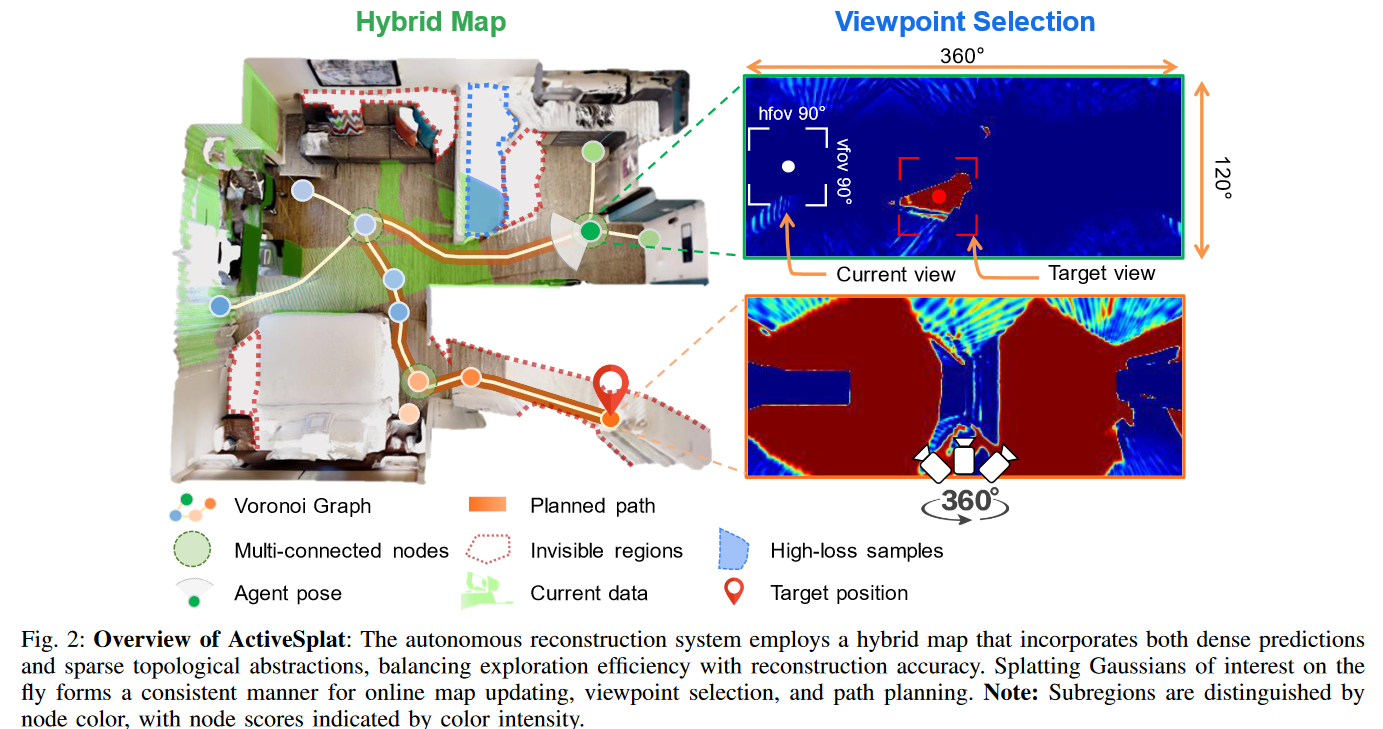 Hybrid Map
Viewpoint Selection
360°
hfov 90°
vfov 90°
120°
Current view
Target view
360°
Voronoi Graph
Planned path
Multi-connected nodes
Invisible regions
High-loss samples
Agent pose
Current data
Target position
Fig. 2: Overview of ActiveSplat: The autonomous reconstruction system employs a hybrid map that incorporates both dense predictions
and sparse topological abstractions, balancing exploration efficiency with reconstruction accuracy. Splatting Gaussians of interest on the
fly forms a consistent manner for online map updating, viewpoint selection, and path planning. Note: Subregions are distinguished by
node color, with node scores indicated by color intensity.